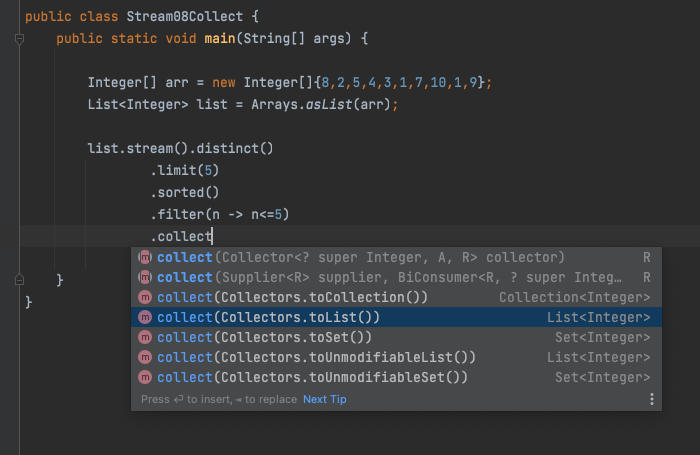 public class Stream08Collect {
public static void main(String[] args) {
Integer[] arr = new Integer[]{8,2,5,4,3,1,7,10,1,9};
List<Integer> list = Arrays.asList(arr);
list.stream().distinct()
.limit(5)
.sorted()
.filter(n -> n<=5)
.collect
m collect(Collector<? super Integer, A, R> collector) R
m collect(Supplier<R> supplier, BiConsumer<R, ? super Integ… R
m collect(Collectors.toCollection()) Collection<Integer>
m collect(Collectors.toList()) List<Integer>
m collect(Collectors.toSet()) Set<Integer>
m collect(Collectors.toUnmodifiableList()) List<Integer>
m collect(Collectors.toUnmodifiableSet()) Set<Integer>
Press ⏎ to insert, ⇥ to replace Next Tip
}
}